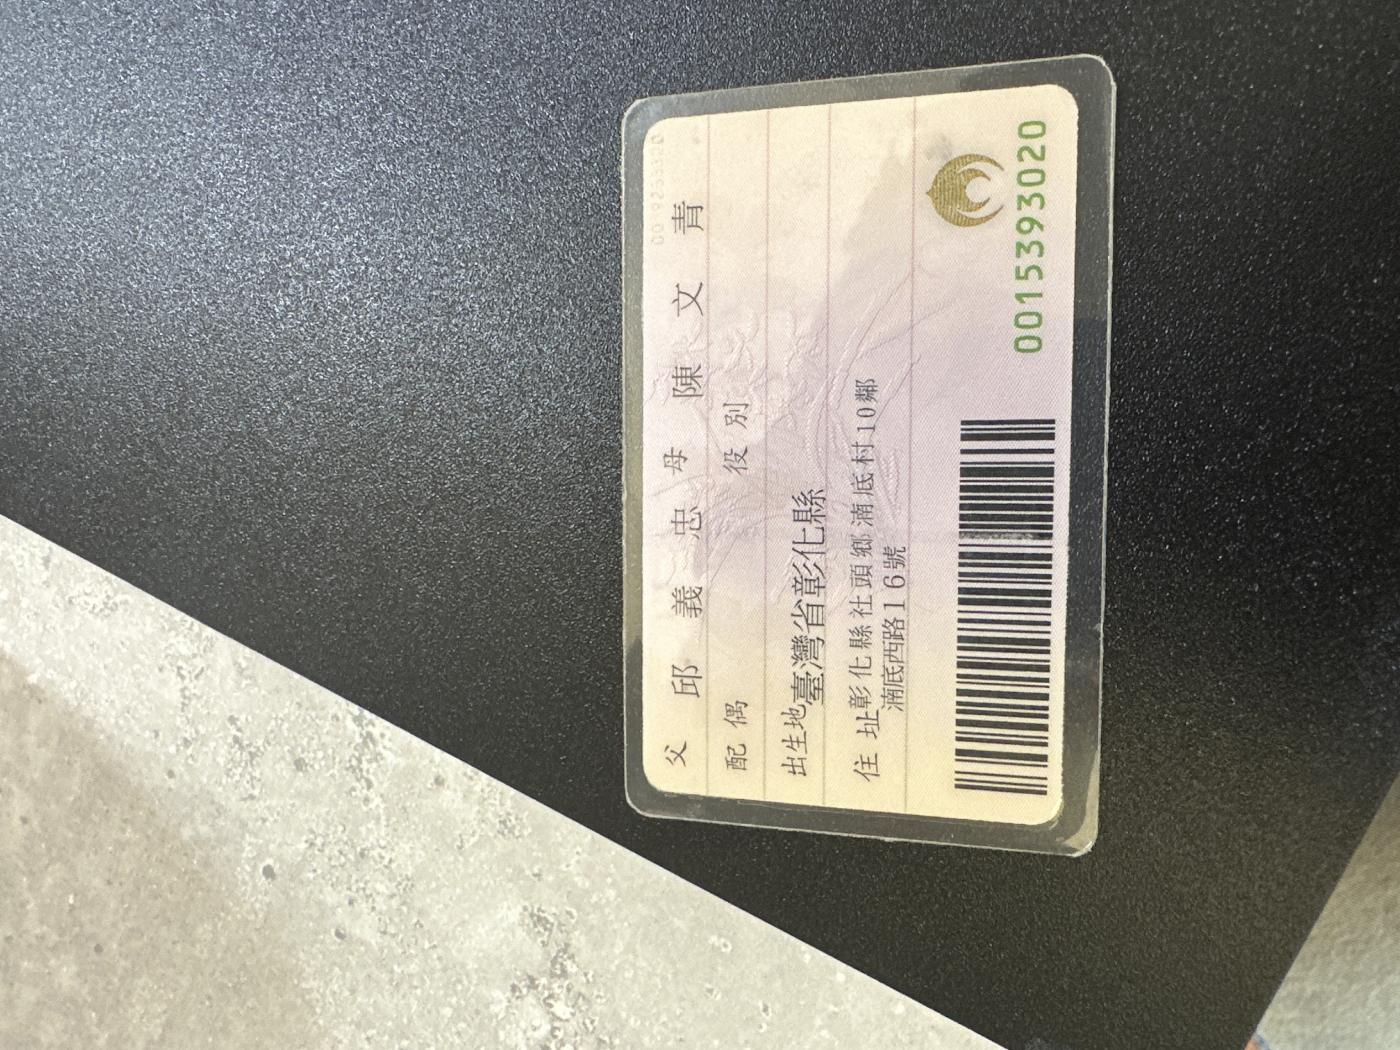 父 邱義忠 母 陳文青
配偶 役別
出生地 臺灣省彰化縣
住址 彰化縣社頭鄉湳底村10鄰
湳底西路16號
0015393020